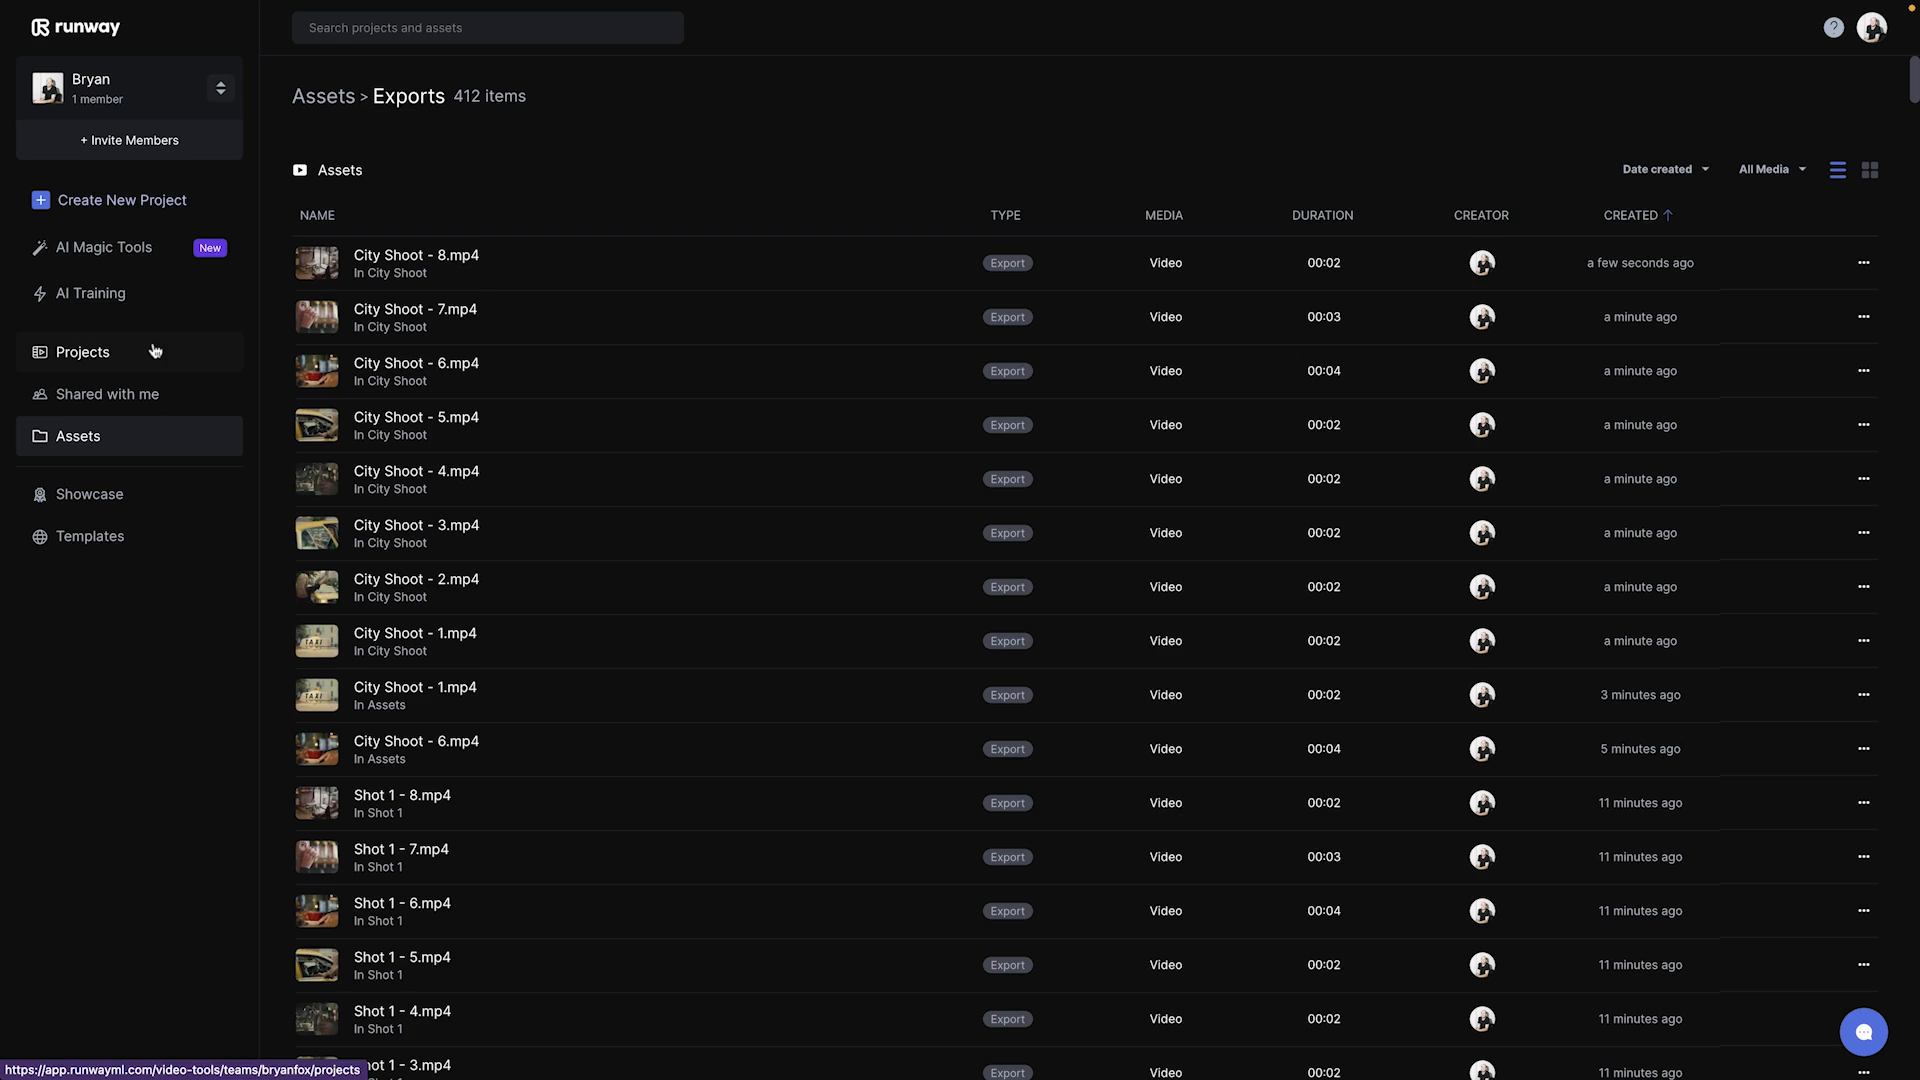 runway
Search projects and assets
?
Bryan
1 member
+ Invite Members
Create New Project
AI Magic Tools New
AI Training
Projects
Shared with me
Assets
Showcase
Templates
Assets > Exports 412 items
Assets
Date created All Media
NAME TYPE MEDIA DURATION CREATOR CREATED ↑
City Shoot - 8.mp4
In City Shoot
Export Video 00:02 a few seconds ago
City Shoot - 7.mp4
In City Shoot
Export Video 00:03 a minute ago
City Shoot - 6.mp4
In City Shoot
Export Video 00:04 a minute ago
City Shoot - 5.mp4
In City Shoot
Export Video 00:02 a minute ago
City Shoot - 4.mp4
In City Shoot
Export Video 00:02 a minute ago
City Shoot - 3.mp4
In City Shoot
Export Video 00:02 a minute ago
City Shoot - 2.mp4
In City Shoot
Export Video 00:02 a minute ago
TAXI
City Shoot - 1.mp4
In City Shoot
Export Video 00:02 a minute ago
TAXI
City Shoot - 1.mp4
In Assets
Export Video 00:02 3 minutes ago
City Shoot - 6.mp4
In Assets
Export Video 00:04 5 minutes ago
Shot 1 - 8.mp4
In Shot 1
Export Video 00:02 11 minutes ago
Shot 1 - 7.mp4
In Shot 1
Export Video 00:03 11 minutes ago
Shot 1 - 6.mp4
In Shot 1
Export Video 00:04 11 minutes ago
Shot 1 - 5.mp4
In Shot 1
Export Video 00:02 11 minutes ago
Shot 1 - 4.mp4
In Shot 1
Export Video 00:02 11 minutes ago
hot 1 - 3.mp4
Export Video 00:02 11 minutes ago
https://app.runwayml.com/video-tools/teams/bryanfox/projects